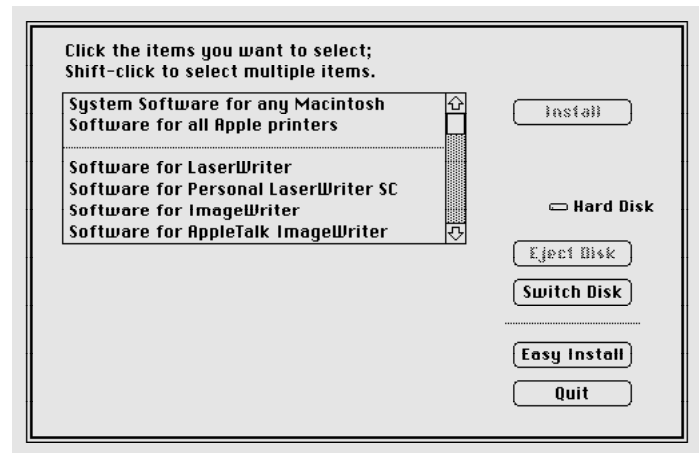 Click the items you want to select;
Shift-click to select multiple items.
System Software for any Macintosh
Software for all Apple printers
Software for LaserWriter
Software for Personal LaserWriter SC
Software for ImageWriter
Software for AppleTalk ImageWriter
Install
Hard Disk
Eject Disk
Switch Disk
Easy Install
Quit